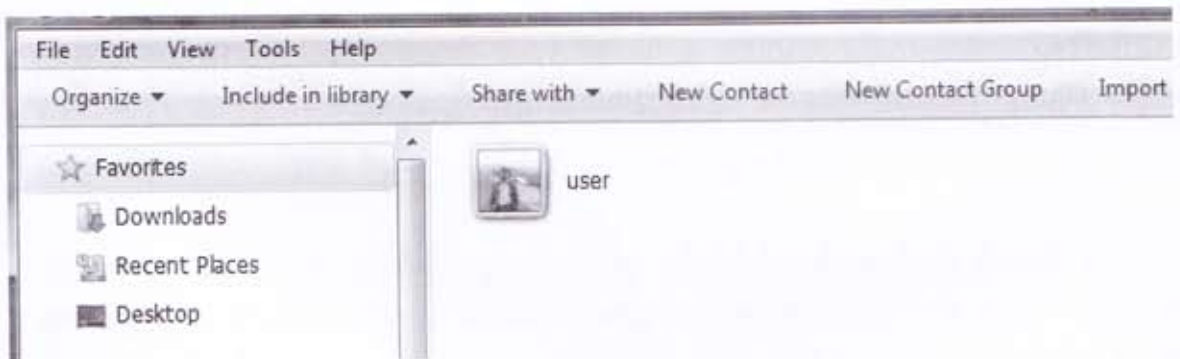 File Edit View Tools Help
Organize Include in library Share with New Contact New Contact Group Import
Favorites
user
Downloads
Recent Places
Desktop